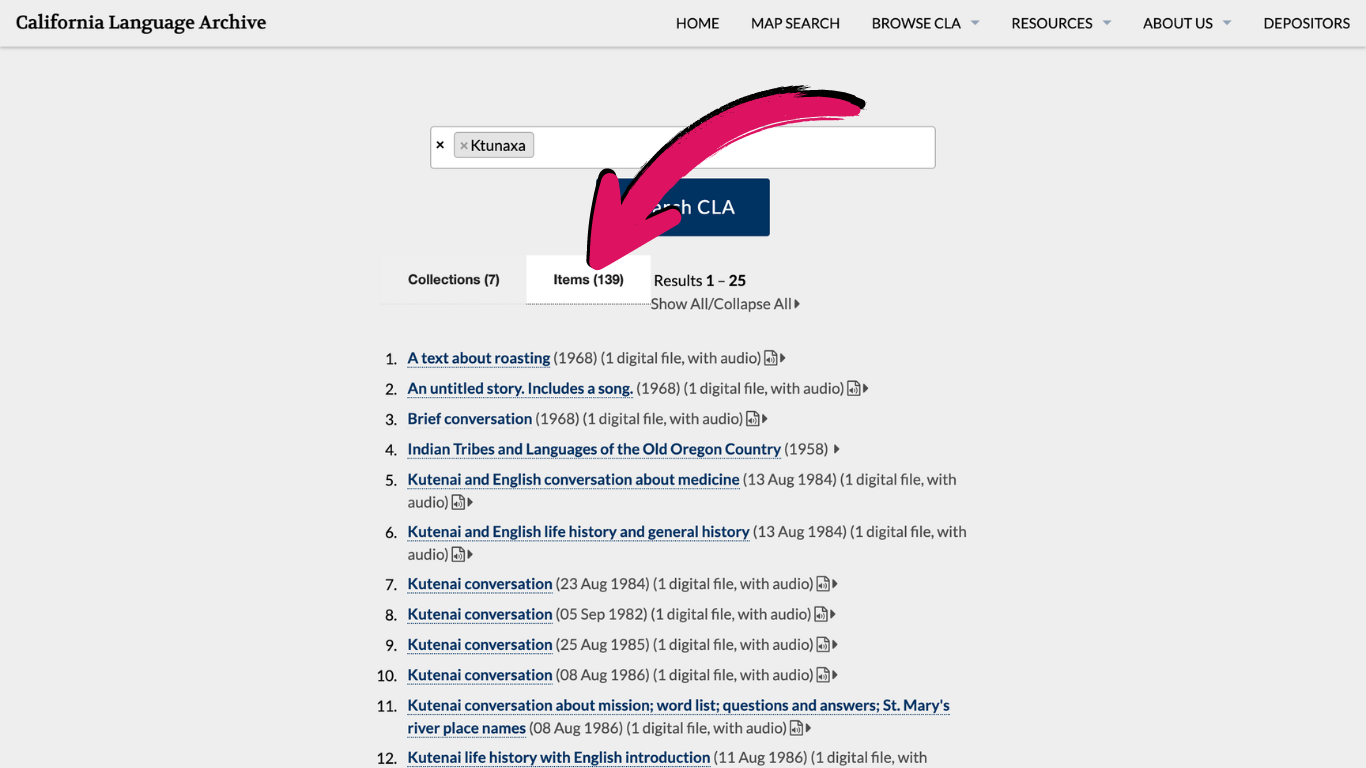 California Language Archive
HOME MAP SEARCH BROWSE CLA RESOURCES ABOUT US DEPOSITORS
× × Ktunaxa
CLA
Collections (7) Items (139) Results 1 – 25
Show All/Collapse All
1. A text about roasting (1968) (1 digital file, with audio)
2. An untitled story. Includes a song. (1968) (1 digital file, with audio)
3. Brief conversation (1968) (1 digital file, with audio)
4. Indian Tribes and Languages of the Old Oregon Country (1958)
5. Kutenai and English conversation about medicine (13 Aug 1984) (1 digital file, with
audio)
6. Kutenai and English life history and general history (13 Aug 1984) (1 digital file, with
audio)
7. Kutenai conversation (23 Aug 1984) (1 digital file, with audio)
8. Kutenai conversation (05 Sep 1982) (1 digital file, with audio)
9. Kutenai conversation (25 Aug 1985) (1 digital file, with audio)
10. Kutenai conversation (08 Aug 1986) (1 digital file, with audio)
11. Kutenai conversation about mission; word list; questions and answers; St. Mary's
river place names (08 Aug 1986) (1 digital file, with audio)
12. Kutenai life history with English introduction (11 Aug 1986) (1 digital file, with